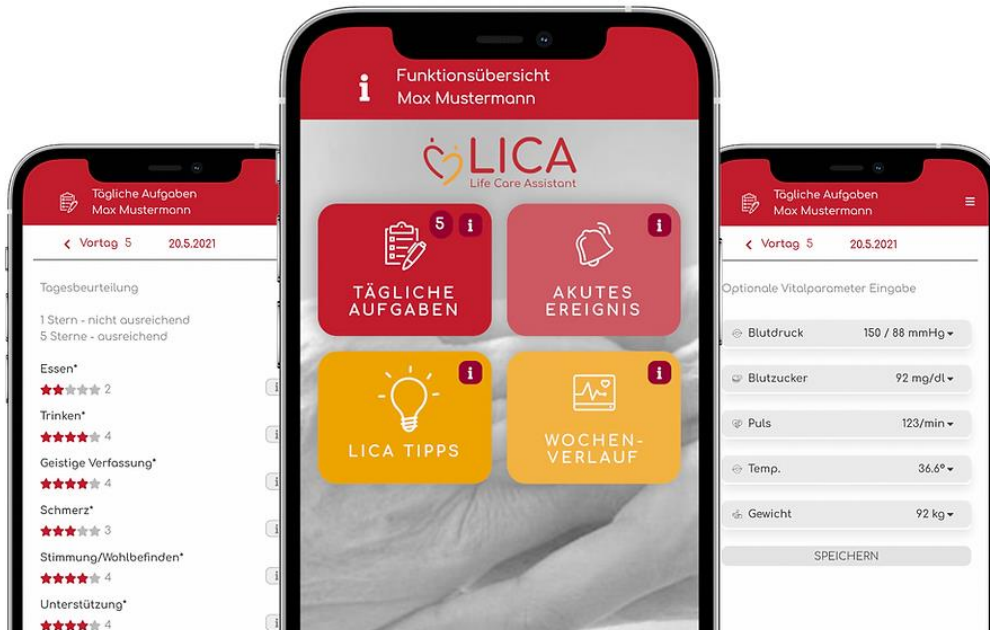 Tägliche Aufgaben
Max Mustermann
Vortag 5 20.5.2021
Tagesbeurteilung
1 Stern - nicht ausreichend
5 Sterne - ausreichend
Essen*
2
Trinken*
4
Geistige Verfassung*
4
Schmerz*
3
Stimmung/Wohlbefinden*
4
Unterstützung*
4
i Funktionsübersicht
Max Mustermann
LICA
Life Care Assistant
5 i
TÄGLICHE
AUFGABEN
i
AKUTES
EREIGNIS
i
LICA TIPPS
i
WOCHEN-
VERLAUF
Tägliche Aufgaben
Max Mustermann
Vortag 5 20.5.2021
Optionale Vitalparameter Eingabe
Blutdruck 150 / 88 mmHg
Blutzucker 92 mg/dl
Puls 123/min
Temp. 36.6°
Gewicht 92 kg
SPEICHERN